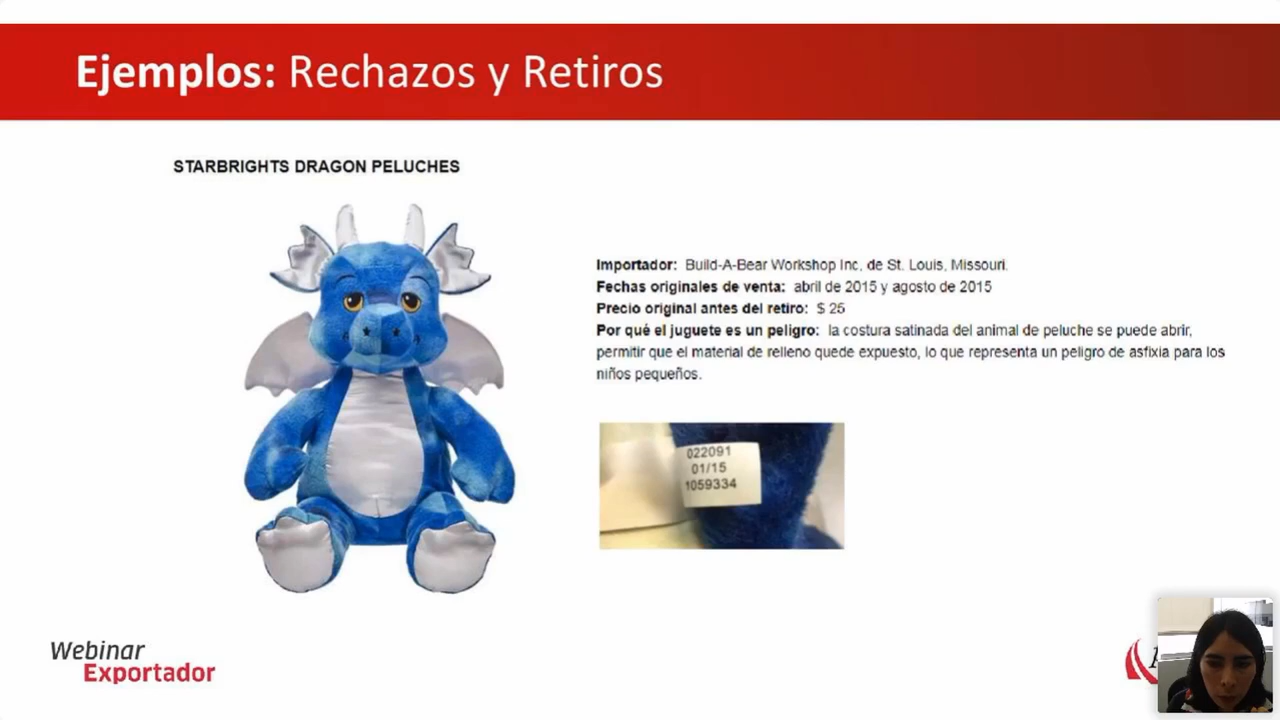 Ejemplos: Rechazos y Retiros
STARBRIGHTS DRAGON PELUCHES
Importador: Build-A-Bear Workshop Inc, de St. Louis, Missouri.
Fechas originales de venta: abril de 2015 y agosto de 2015
Precio original antes del retiro: $ 25
Por qué el juguete es un peligro: la costura satinada del animal de peluche se puede abrir,
permitir que el material de relleno quede expuesto, lo que representa un peligro de asfixia para los
niños pequeños.
022091
01/15
1059334
Webinar
Exportador